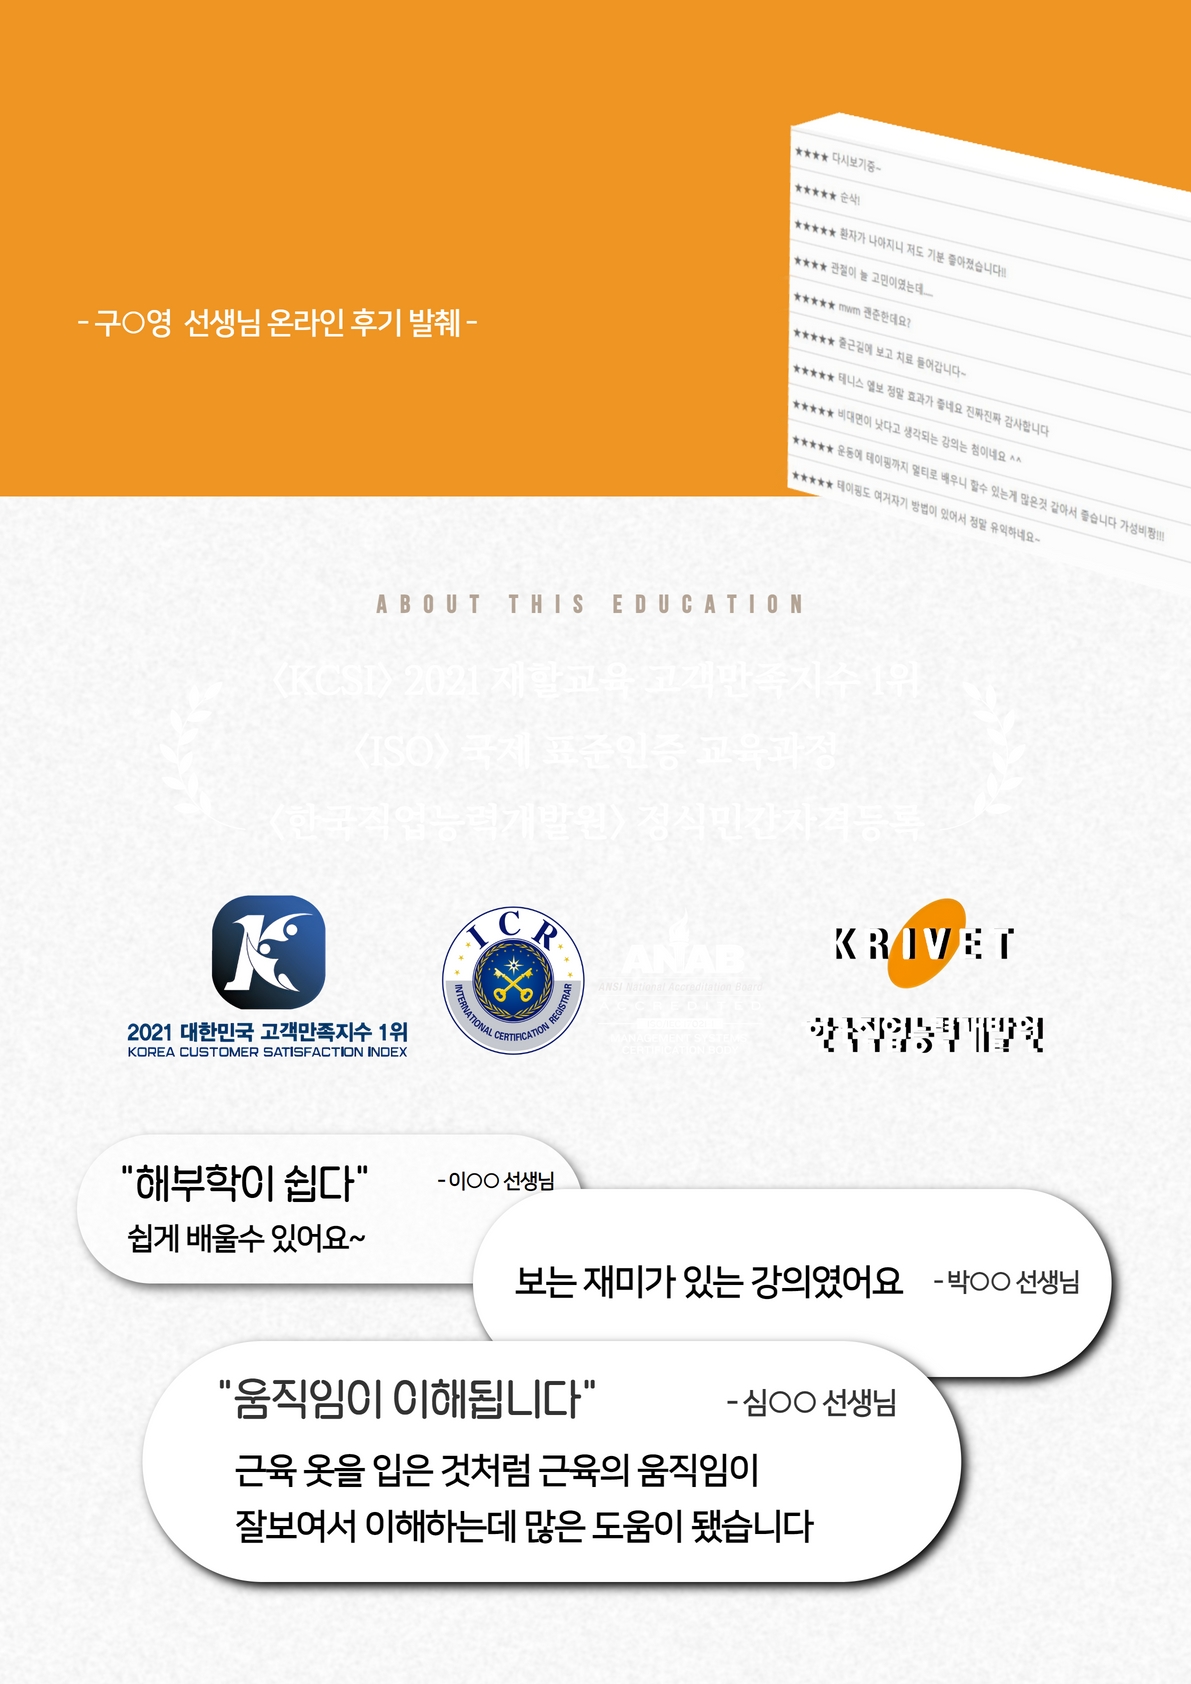 - 구○영 선생님 온라인 후기 발췌 -
★★★★ 다시보기중~
★★★★★ 순삭!
★★★★★ 환자가 나아지니 저도 기분 좋아졌습니다!!
★★★★ 관절이 늘 고민이였는데....
★★★★★ mwm 괜준한데요?
★★★★★ 출근길에 보고 치료 들어갑니다~
★★★★★ 테니스 엘보 정말 효과가 좋네요 진짜진짜 감사합니다
★★★★★ 비대면이 낫다고 생각되는 강의는 첨이네요 ^^
★★★★★ 운동에 테이핑까지 멀티로 배우니 할수 있는게 많은것 같아서 좋습니다 가성비짱!!!
★★★★★ 테이핑도 여거자기 방법이 있어서 정말 유익하네요~
ABOUT THIS EDUCATION
<KCSI> 2021 재활교육 고객만족지수 1위
<ISO> 국제 표준인증 교육과정
<한국직업능력개발원> 정식민간자격등록
ICR
INTERNATIONAL CERTIFICATION REGISTRAR
ANSI National Accreditation Board
KRIVET
한국직업능력개발원
2021 대한민국 고객만족지수 1위
KOREA CUSTOMER SATISFACTION INDEX
"해부학이 쉽다" - 이○○ 선생님
쉽게 배울수 있어요~
보는 재미가 있는 강의였어요 - 박○○ 선생님
"움직임이 이해됩니다" - 심○○ 선생님
근육 옷을 입은 것처럼 근육의 움직임이
잘보여서 이해하는데 많은 도움이 됐습니다